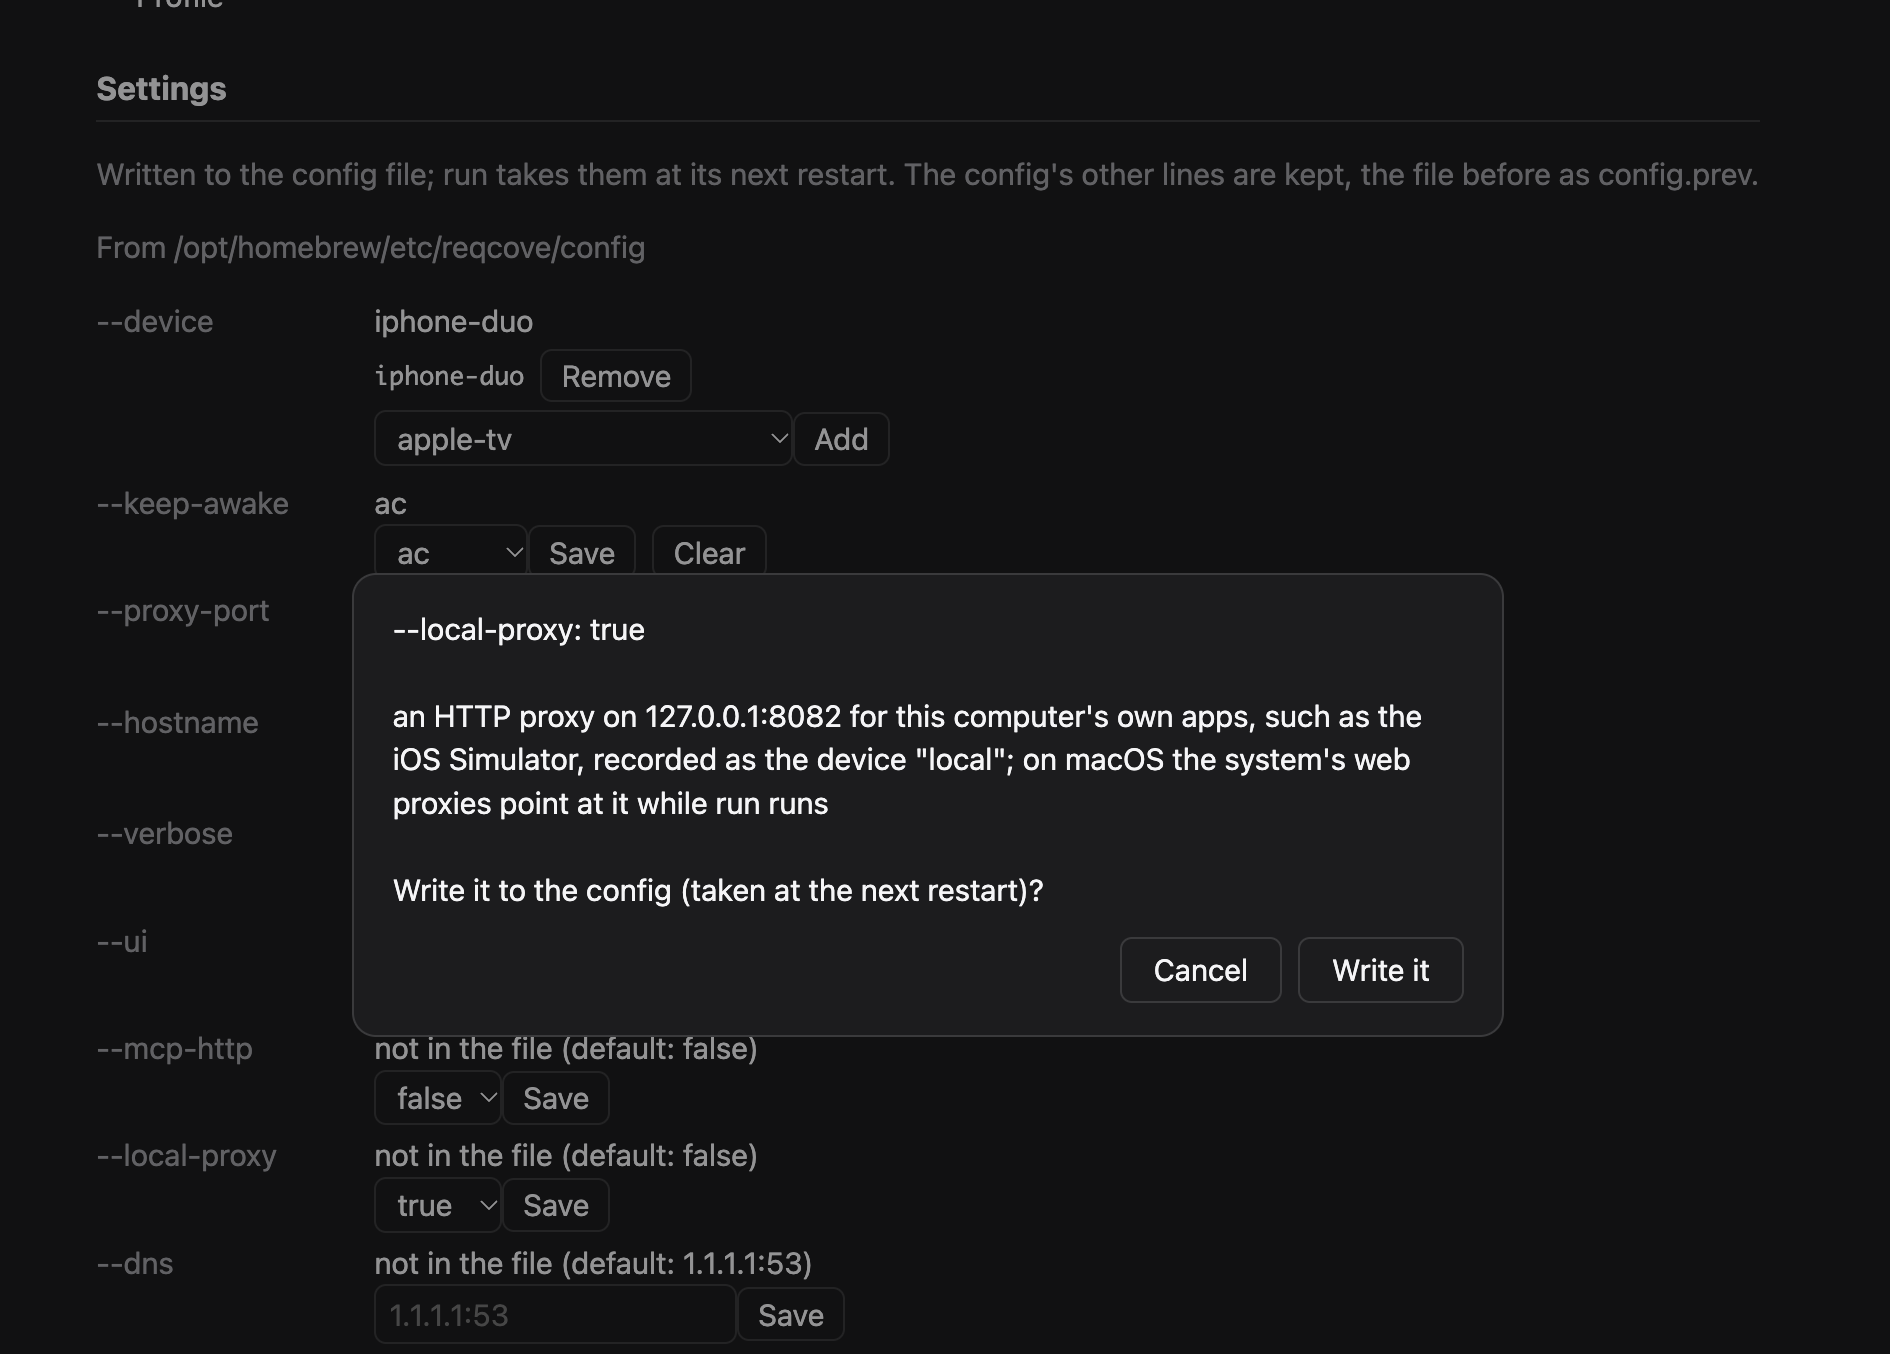 Profile
Settings
Written to the config file; run takes them at its next restart. The config's other lines are kept, the file before as config.prev.
From /opt/homebrew/etc/reqcove/config
--device
iphone-duo
iphone-duo Remove
apple-tv Add
--keep-awake
ac
ac Save Clear
--proxy-port
--hostname
--verbose
--ui
--local-proxy: true
an HTTP proxy on 127.0.0.1:8082 for this computer's own apps, such as the
iOS Simulator, recorded as the device "local"; on macOS the system's web
proxies point at it while run runs
Write it to the config (taken at the next restart)?
Cancel Write it
--mcp-http
not in the file (default: false)
false Save
--local-proxy
not in the file (default: false)
true Save
--dns
not in the file (default: 1.1.1.1:53)
1.1.1.1:53 Save